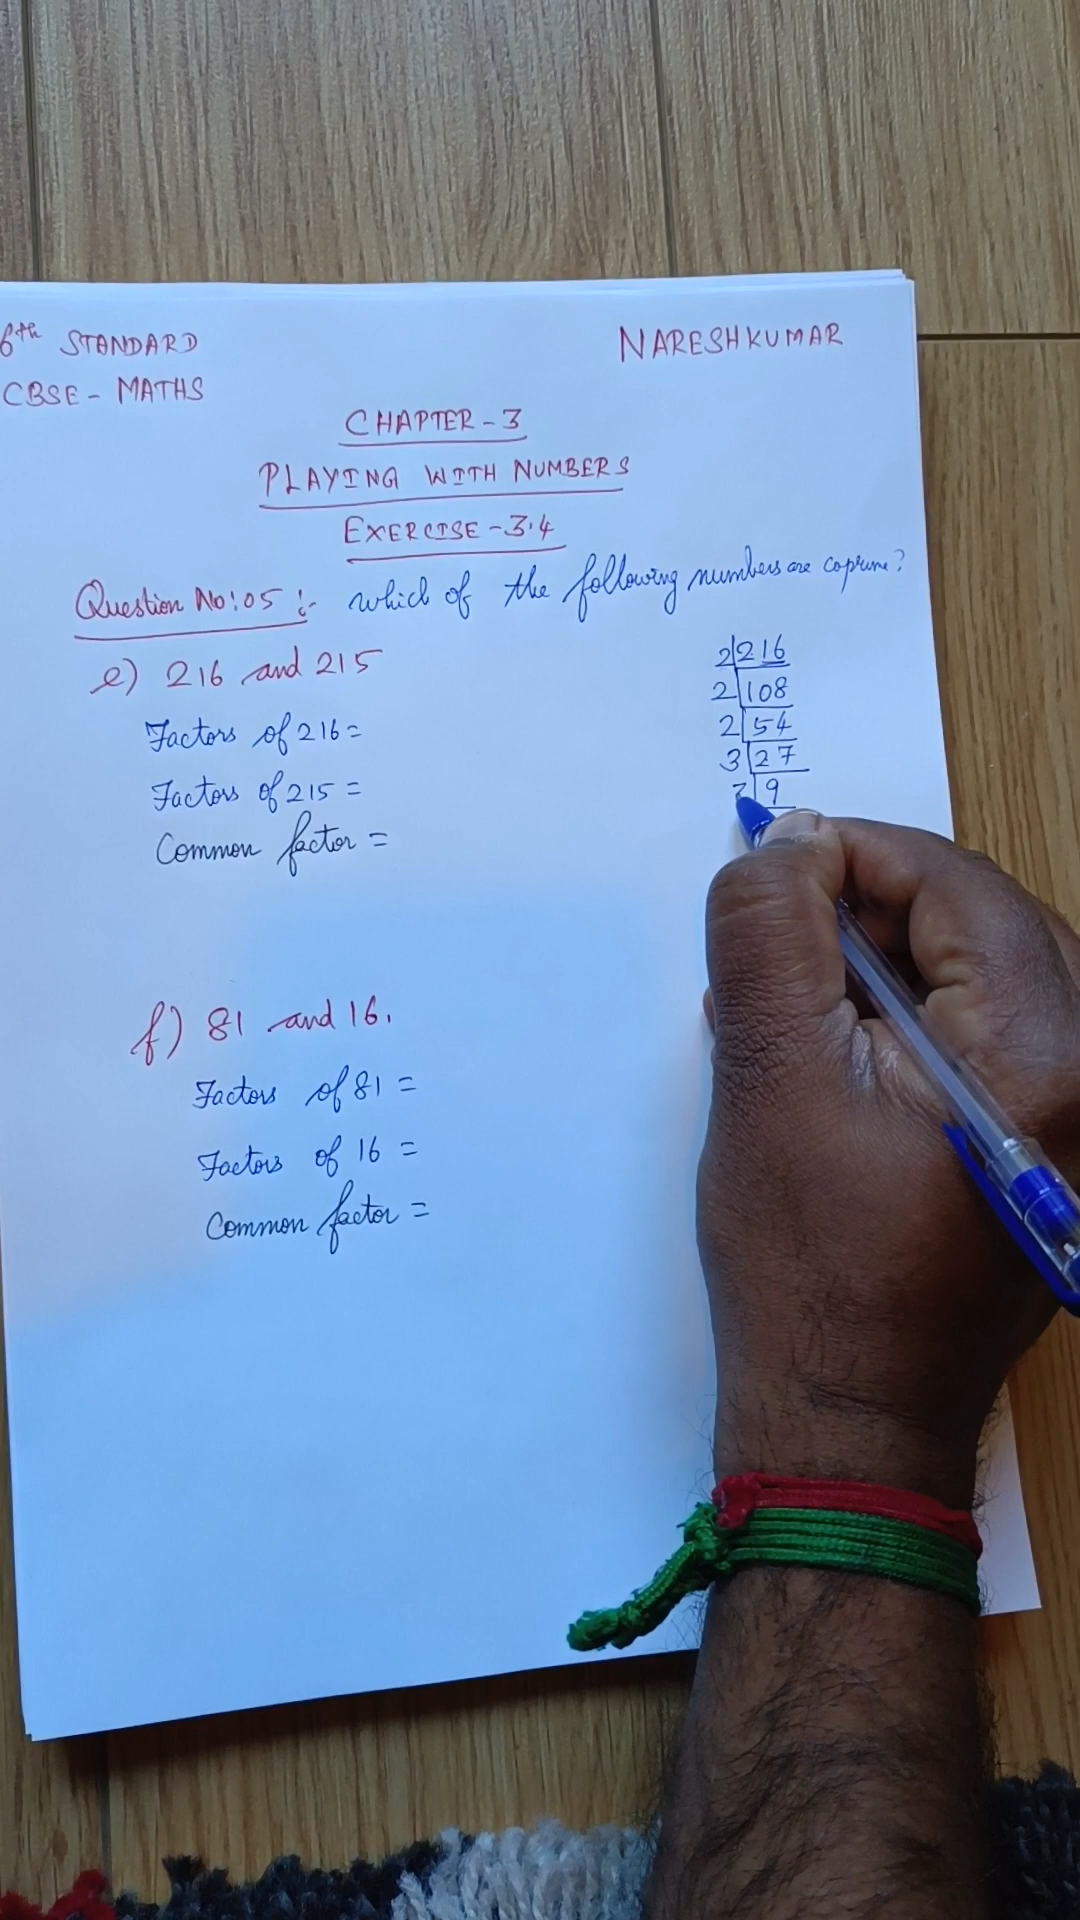 6th STANDARD
NARESHKUMAR
CBSE - MATHS
CHAPTER - 3
PLAYING WITH NUMBERS
EXERCISE - 3.4
Question No: 05 :- which of the following numbers are coprime?
e) 216 and 215
Factors of 216 =
Factors of 215 =
Common factor =
2|216
2|108
2|54
3|27
3|9
f) 81 and 16.
Factors of 81 =
Factors of 16 =
Common factor =